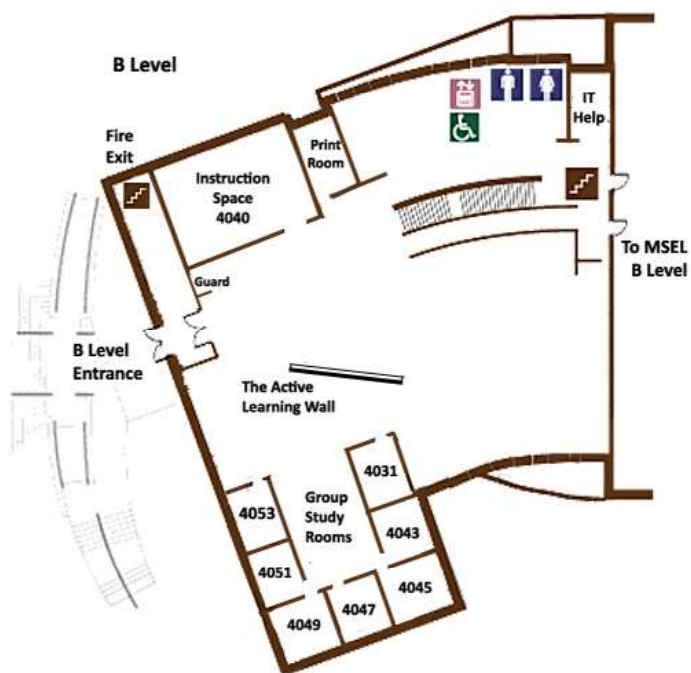 B Level
Fire
Exit
Instruction
Space
4040
Print
Room
IT
Help
Guard
To MSEL
B Level
B Level
Entrance
The Active
Learning Wall
4031
4053
Group
Study
Rooms
4043
4051
4045
4047
4049